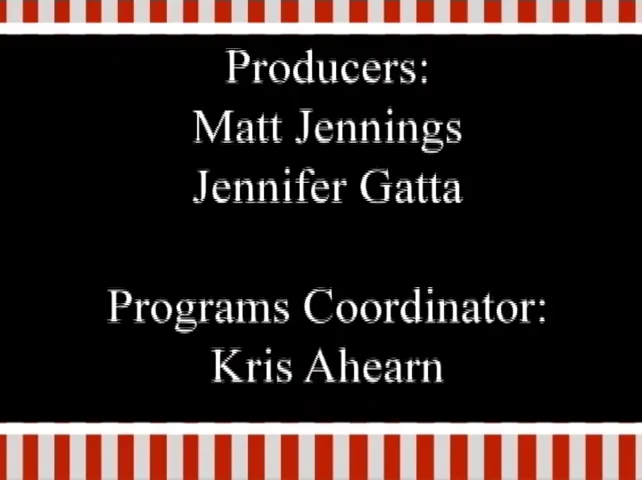 Producers:
Matt Jennings
Jennifer Gatta
Programs Coordinator:
Kris Ahearn